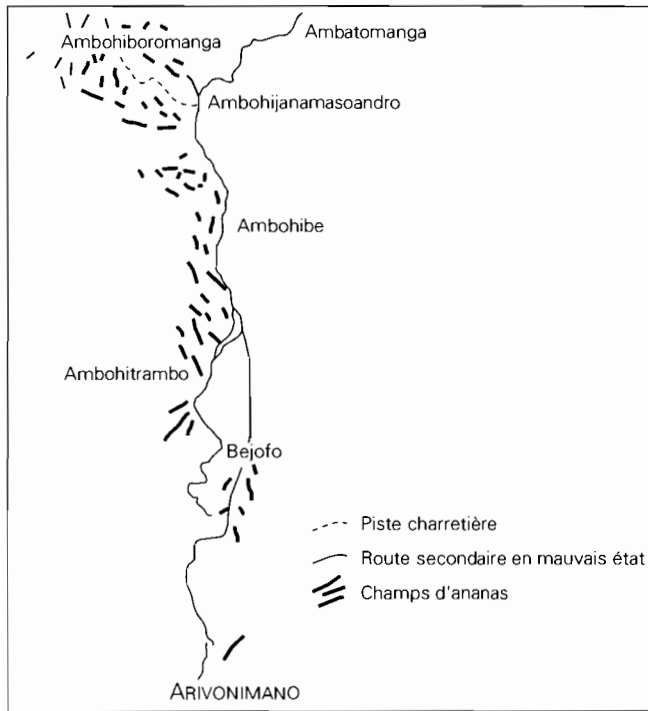 Ambohiboromanga
Ambatomanga
Ambohijanamasoandro
Ambohibe
Ambohitrambo
Bejofo
Piste charretière
Route secondaire en mauvais état
Champs d'ananas
ARIVONIMANO